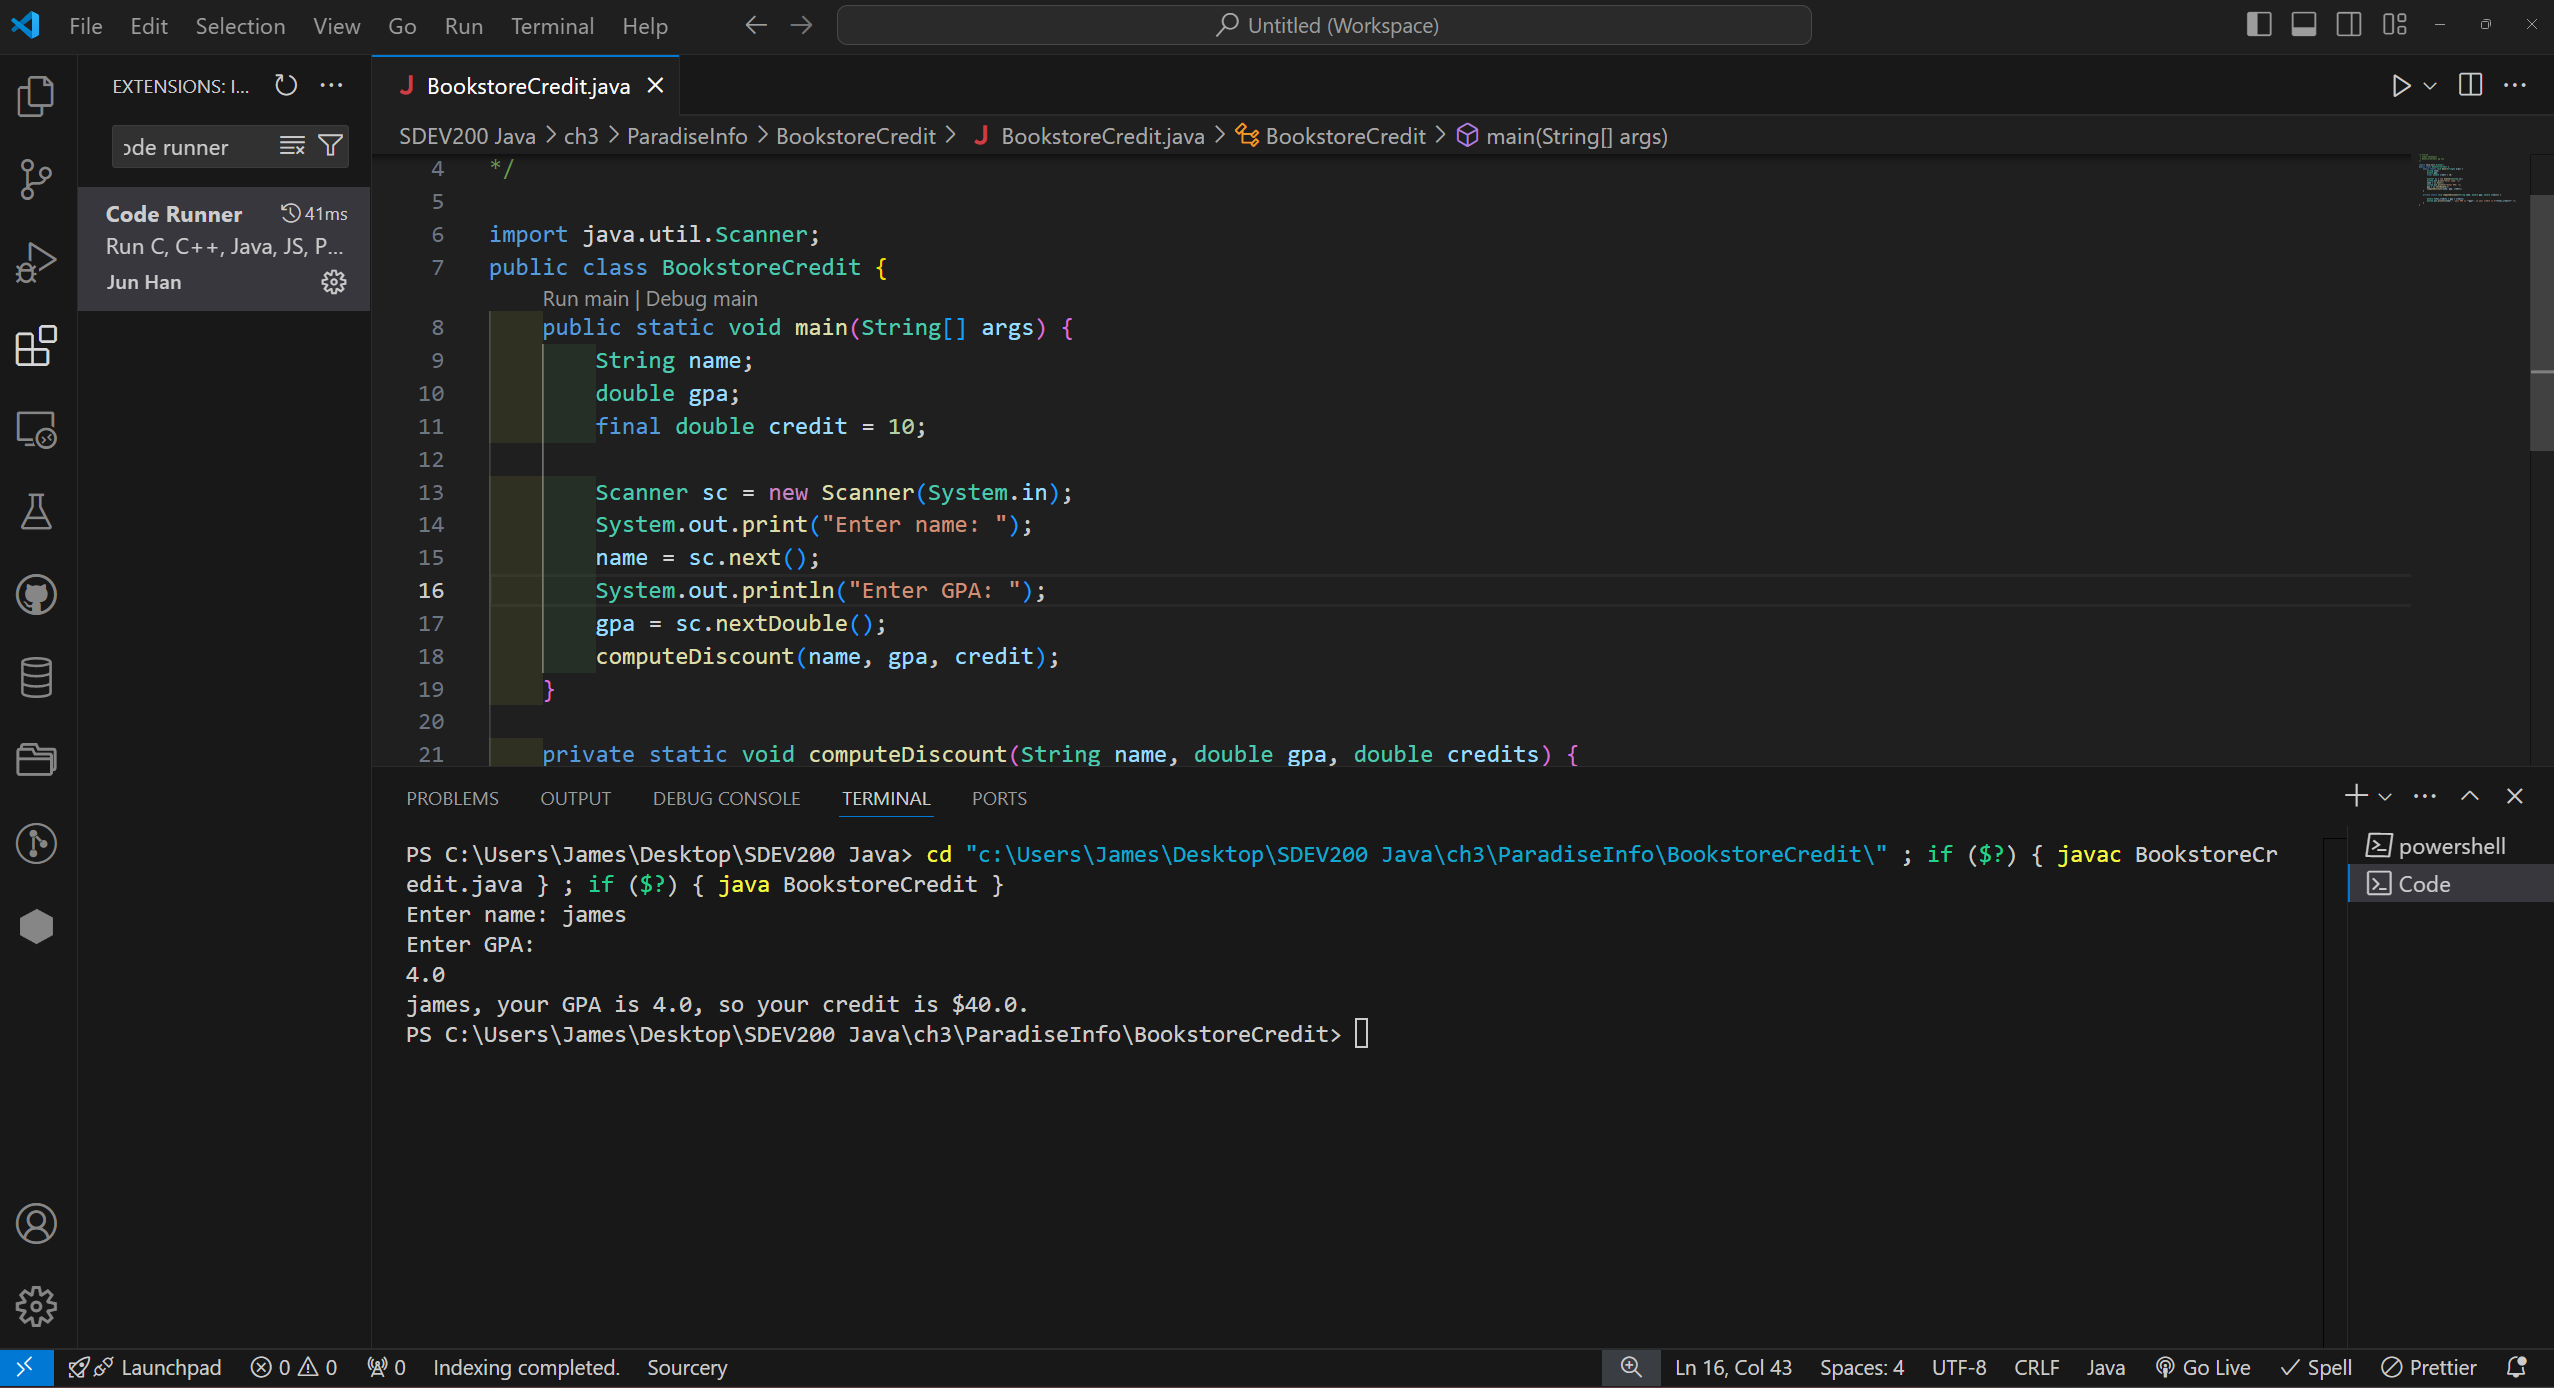 File Edit Selection View Go Run Terminal Help
Untitled (Workspace)
EXTENSIONS: I...
ode runner
Code Runner 41ms
Run C, C++, Java, JS, P...
Jun Han
BookstoreCredit.java
SDEV200 Java > ch3 > ParadiseInfo > BookstoreCredit > BookstoreCredit.java > BookstoreCredit > main(String[] args)
4 */
5
6 import java.util.Scanner;
7 public class BookstoreCredit {
Run main | Debug main
8 public static void main(String[] args) {
9 String name;
10 double gpa;
11 final double credit = 10;
12
13 Scanner sc = new Scanner(System.in);
14 System.out.print("Enter name: ");
15 name = sc.next();
16 System.out.println("Enter GPA: ");
17 gpa = sc.nextDouble();
18 computeDiscount(name, gpa, credit);
19 }
20
21 private static void computeDiscount(String name, double gpa, double credits) {
PROBLEMS OUTPUT DEBUG CONSOLE TERMINAL PORTS
PS C:\Users\James\Desktop\SDEV200 Java> cd "c:\Users\James\Desktop\SDEV200 Java\ch3\ParadiseInfo\BookstoreCredit\" ; if ($?) { javac BookstoreCr
edit.java } ; if ($?) { java BookstoreCredit }
Enter name: james
Enter GPA:
4.0
james, your GPA is 4.0, so your credit is $40.0.
PS C:\Users\James\Desktop\SDEV200 Java\ch3\ParadiseInfo\BookstoreCredit>
powershell
Code
Launchpad 0 0 0 Indexing completed. Sourcery Ln 16, Col 43 Spaces: 4 UTF-8 CRLF Java Go Live Spell Prettier